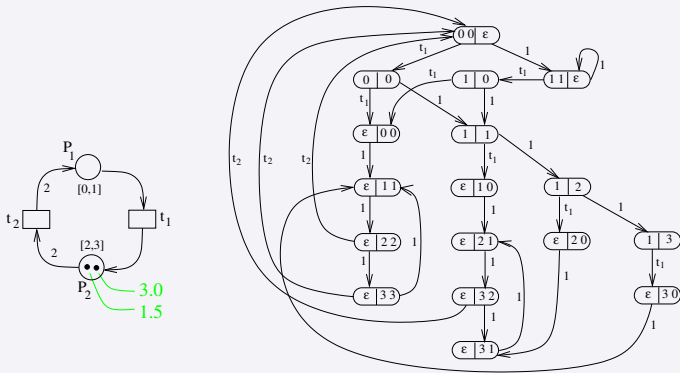 0 0 ε
t1 1
0 0 1 0 1 1 ε 1
t1 t1
t1 1 1
ε 0 0 1 1
1 t1 1
t2 t2 t2
ε 1 1 ε 1 0 1 2
1 1 t1 1
ε 2 2 ε 2 1 ε 2 0 1 3
1 1 1 t1
ε 3 3 ε 3 2 ε 3 0
1 1 1 1
ε 3 1
P1
2 [0,1]
t2 t1
[2,3]
2
P2
3.0
1.5